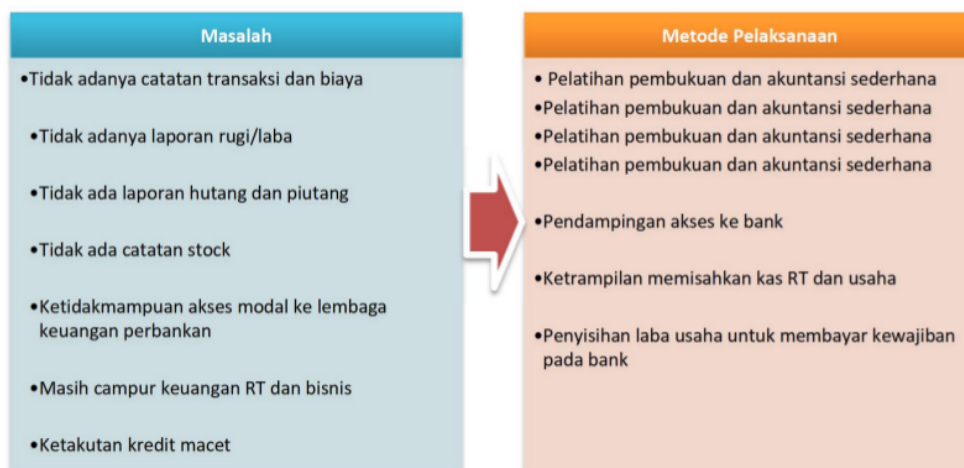 Masalah
•Tidak adanya catatan transaksi dan biaya
•Tidak adanya laporan rugi/laba
•Tidak ada laporan hutang dan piutang
•Tidak ada catatan stock
•Ketidakmampuan akses modal ke lembaga
keuangan perbankan
•Masih campur keuangan RT dan bisnis
•Ketakutan kredit macet
Metode Pelaksanaan
• Pelatihan pembukuan dan akuntansi sederhana
•Pelatihan pembukuan dan akuntansi sederhana
•Pelatihan pembukuan dan akuntansi sederhana
•Pelatihan pembukuan dan akuntansi sederhana
•Pendampingan akses ke bank
•Ketrampilan memisahkan kas RT dan usaha
•Penyisihan laba usaha untuk membayar kewajiban
pada bank